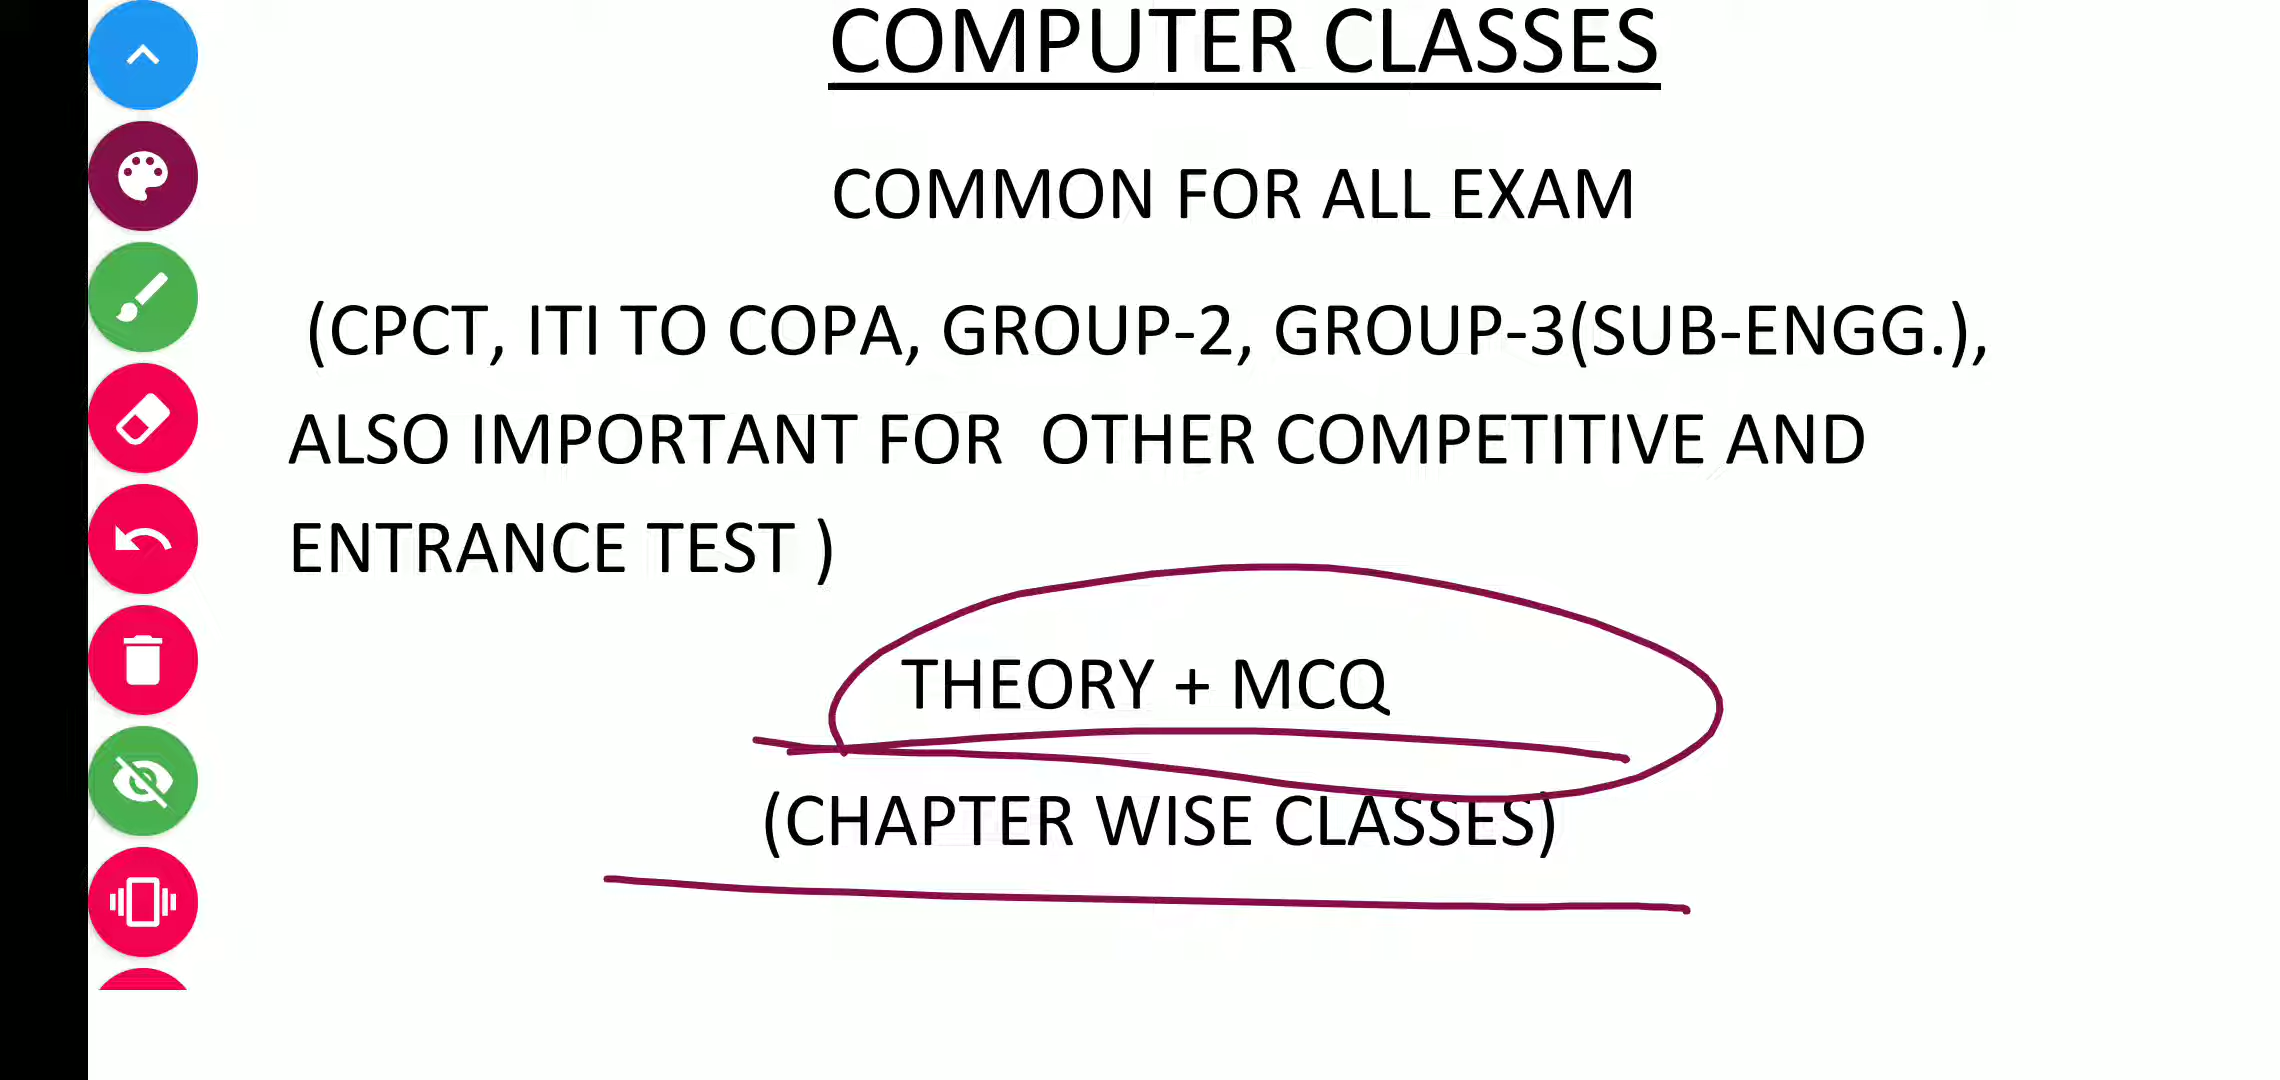 COMPUTER CLASSES
COMMON FOR ALL EXAM
(CPCT, ITI TO COPA, GROUP-2, GROUP-3(SUB-ENGG.),
ALSO IMPORTANT FOR OTHER COMPETITIVE AND
ENTRANCE TEST )
THEORY + MCQ
(CHAPTER WISE CLASSES)